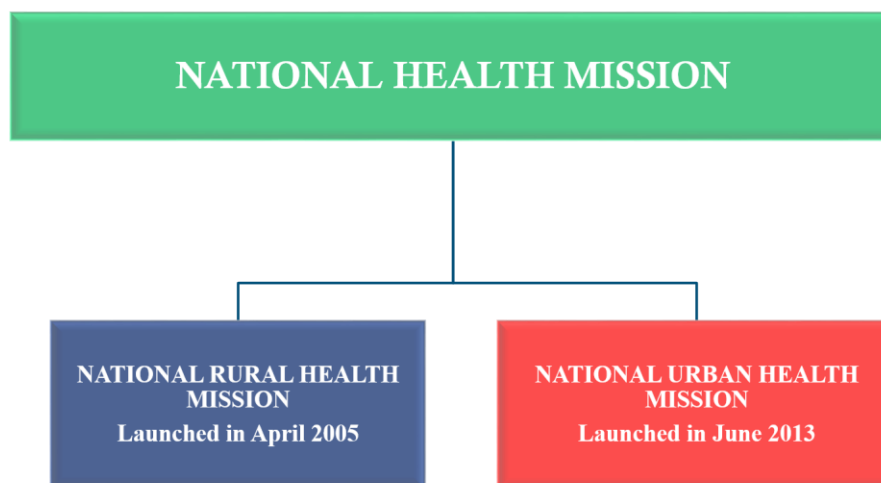 NATIONAL HEALTH MISSION
NATIONAL RURAL HEALTH
MISSION
Launched in April 2005
NATIONAL URBAN HEALTH
MISSION
Launched in June 2013